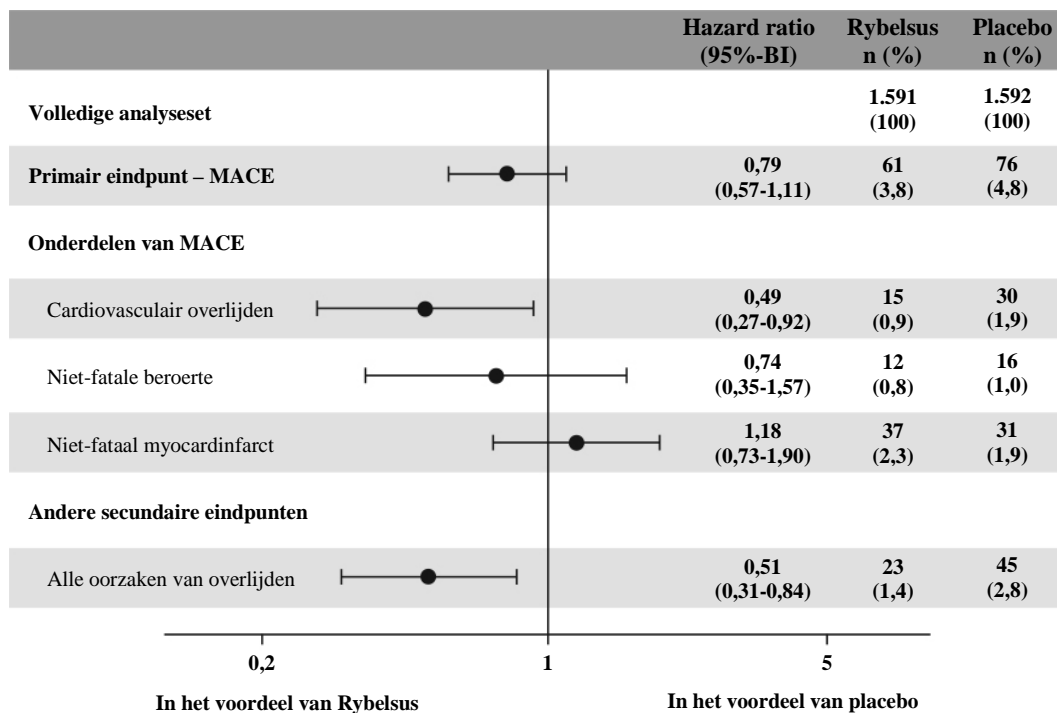 Hazard ratio Rybelsus Placebo
(95%-BI) n (%) n (%)
Volledige analyseset 1.591 1.592
(100) (100)
Primair eindpunt – MACE 0,79 61 76
(0,57-1,11) (3,8) (4,8)
Onderdelen van MACE
Cardiovasculair overlijden 0,49 15 30
(0,27-0,92) (0,9) (1,9)
Niet-fatale beroerte 0,74 12 16
(0,35-1,57) (0,8) (1,0)
Niet-fataal myocardinfarct 1,18 37 31
(0,73-1,90) (2,3) (1,9)
Andere secundaire eindpunten
Alle oorzaken van overlijden 0,51 23 45
(0,31-0,84) (1,4) (2,8)
0,2 1 5
In het voordeel van Rybelsus In het voordeel van placebo